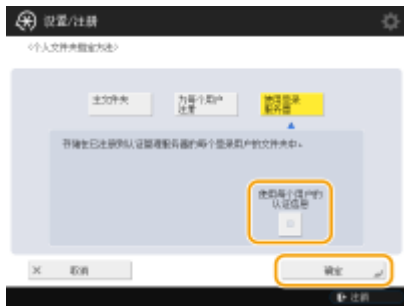 设置/注册
<个人文件夹指定方法>
主文件夹
为每个用户
注册
使用登录
服务器
存储在已注册到认证管理服务器的每个登录用户的文件夹中。
使用每个用户的
认证信息
取消
确定
注销